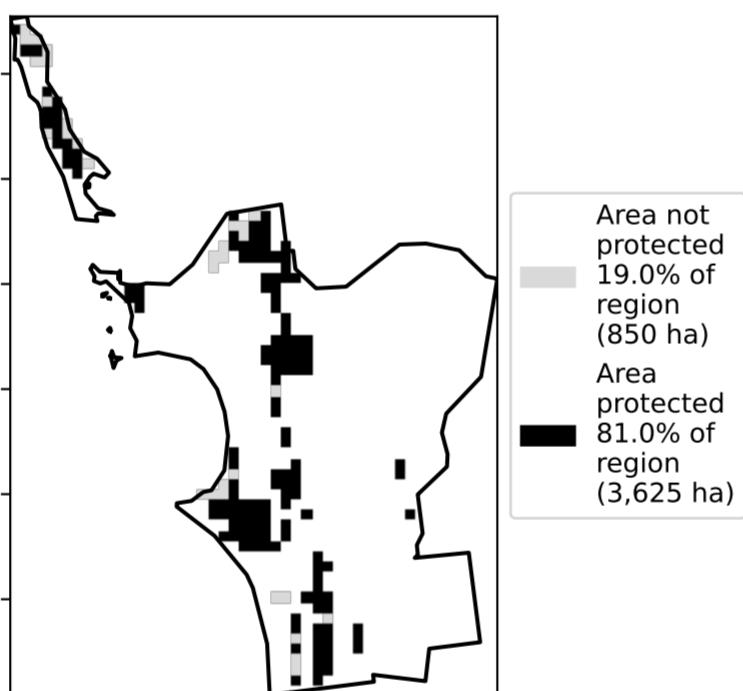 Area not
protected
19.0% of
region
(850 ha)
Area
protected
81.0% of
region
(3,625 ha)